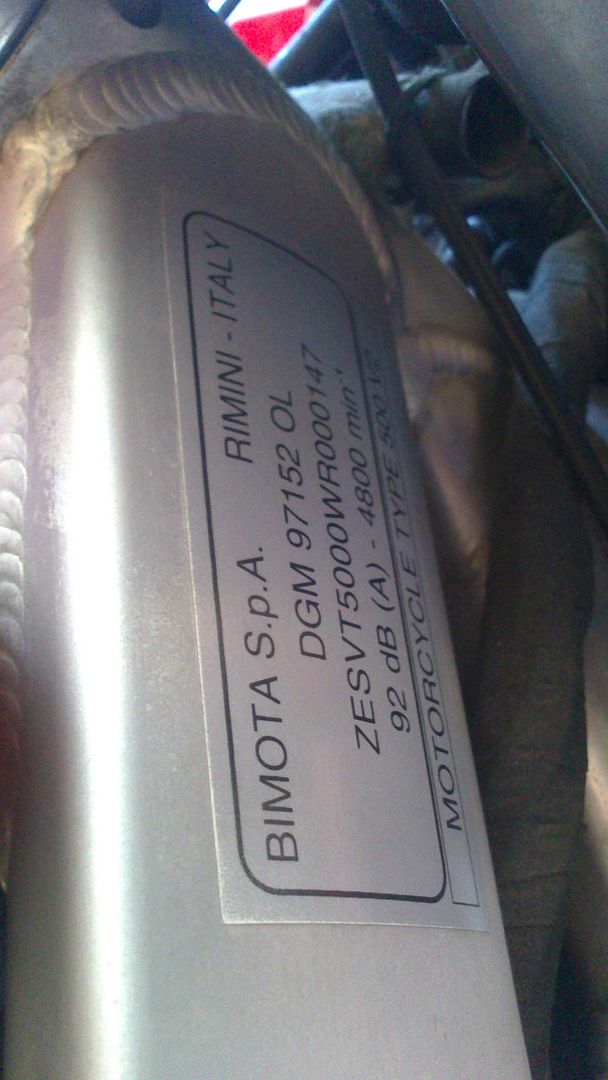 BIMOTA S.p.A. RIMINI - ITALY
DGM 97152 OL
ZESVT5000WR000147
92 dB (A) - 4800 min⁻¹
MOTORCYCLE TYPE 500 V2